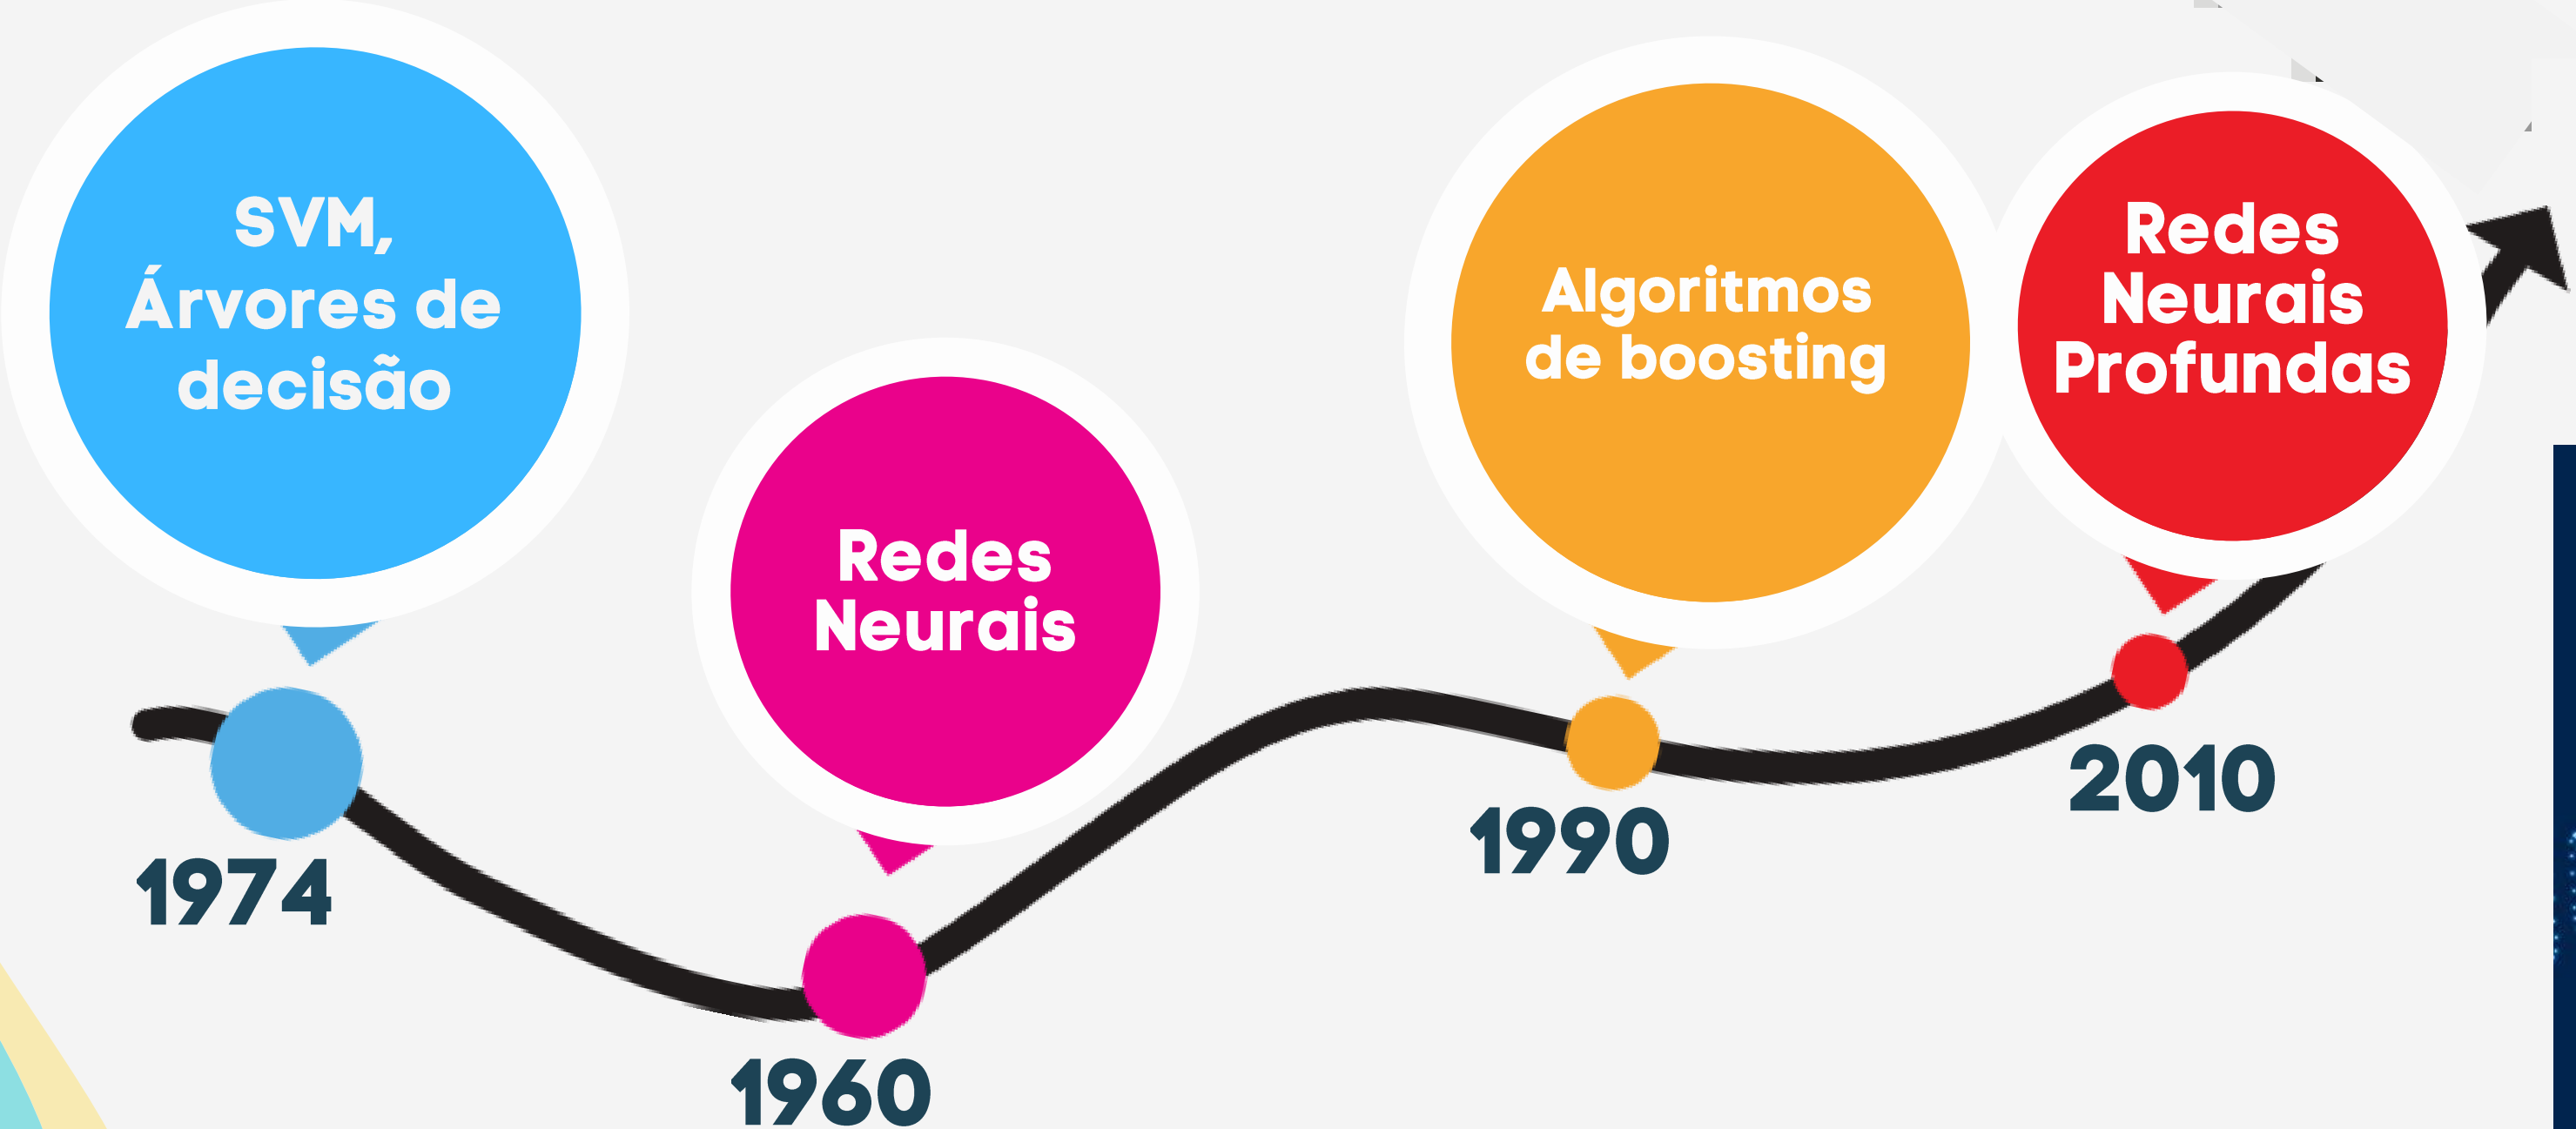 SVM,
Árvores de
decisão
1974
Redes
Neurais
1960
Algoritmos
de boosting
1990
Redes
Neurais
Profundas
2010